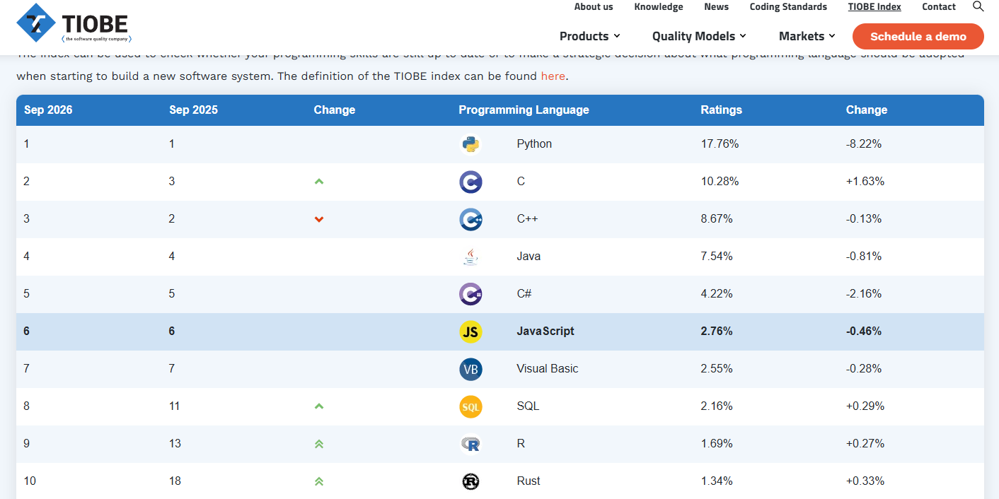 About us Knowledge News Coding Standards TIOBE Index Contact
TIOBE
(the software quality company)
Products Quality Models Markets Schedule a demo
The index can be used to check whether your programming skills are still up to date or to make a strategic decision about what programming language should be adopted
when starting to build a new software system. The definition of the TIOBE index can be found here.
Sep 2026 Sep 2025 Change Programming Language Ratings Change
1 1 Python 17.76% -8.22%
2 3 C C 10.28% +1.63%
3 2 C++ C++ 8.67% -0.13%
4 4 Java 7.54% -0.81%
5 5 C# C# 4.22% -2.16%
6 6 JS JavaScript 2.76% -0.46%
7 7 VB Visual Basic 2.55% -0.28%
8 11 SQL SQL 2.16% +0.29%
9 13 R R 1.69% +0.27%
10 18 R Rust 1.34% +0.33%